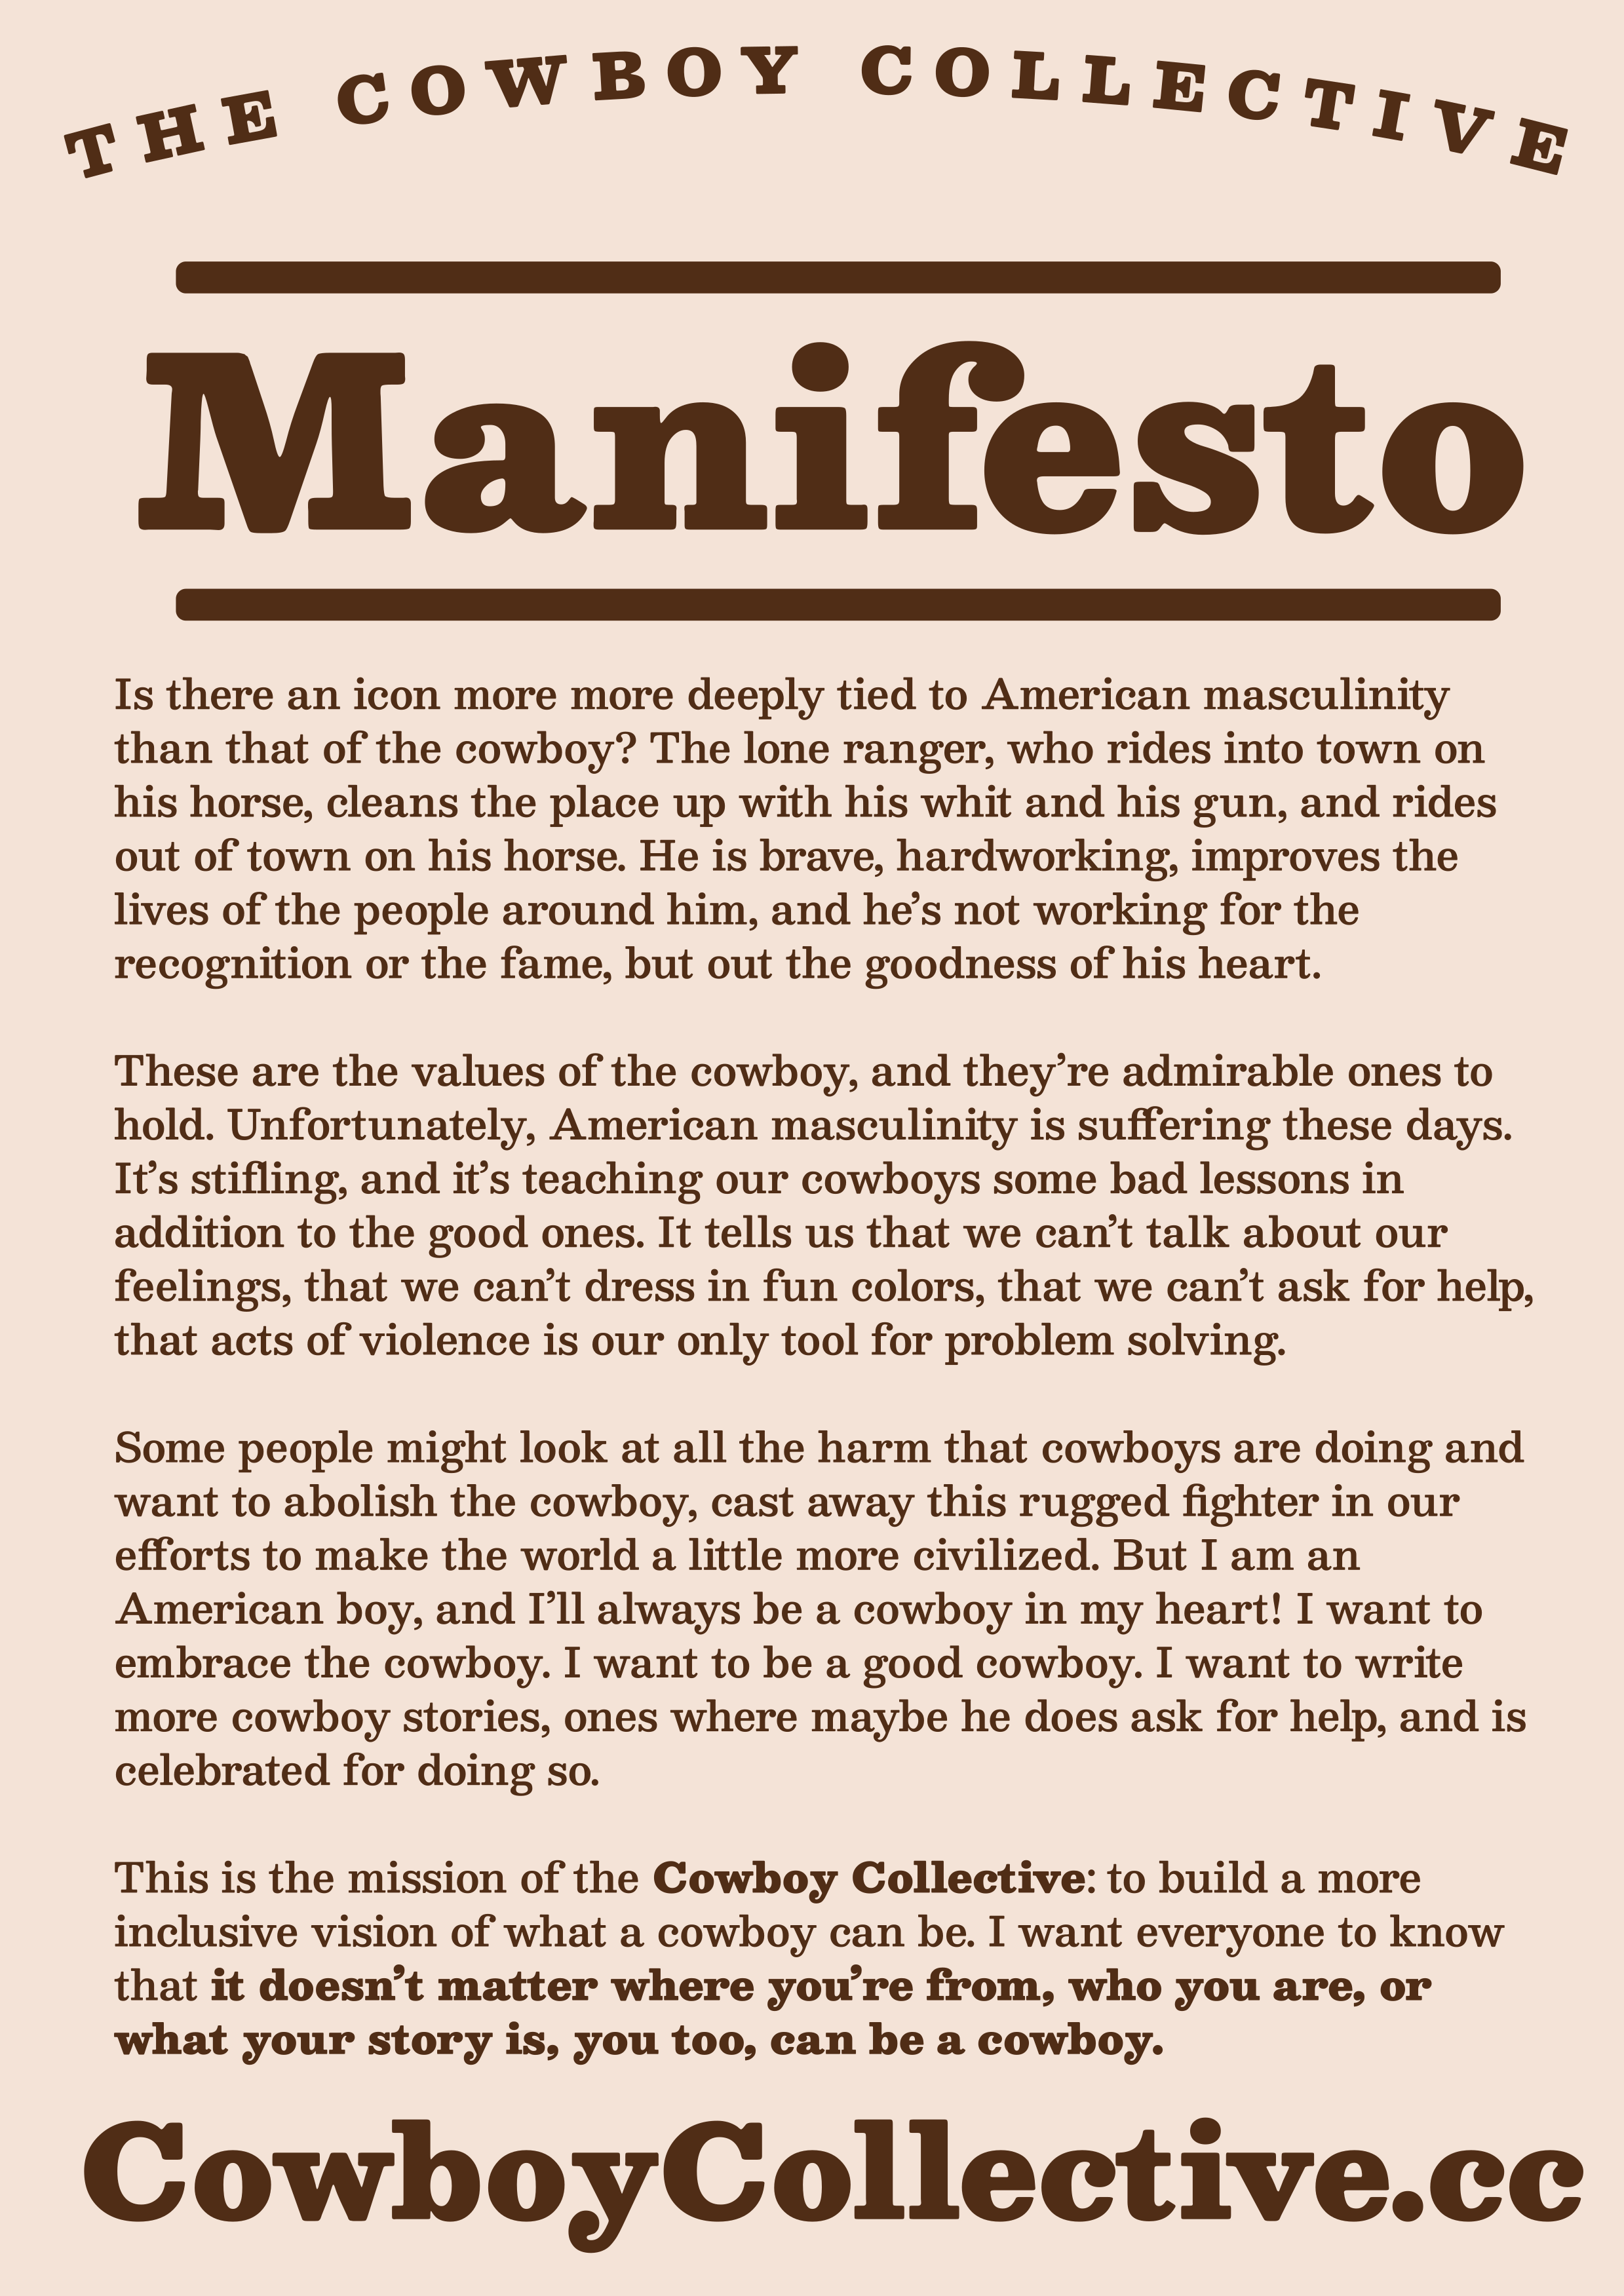 THE COWBOY COLLECTIVE
Manifesto
Is there an icon more more deeply tied to American masculinity
than that of the cowboy? The lone ranger, who rides into town on
his horse, cleans the place up with his whit and his gun, and rides
out of town on his horse. He is brave, hardworking, improves the
lives of the people around him, and he’s not working for the
recognition or the fame, but out the goodness of his heart.
These are the values of the cowboy, and they’re admirable ones to
hold. Unfortunately, American masculinity is suffering these days.
It’s stifling, and it’s teaching our cowboys some bad lessons in
addition to the good ones. It tells us that we can’t talk about our
feelings, that we can’t dress in fun colors, that we can’t ask for help,
that acts of violence is our only tool for problem solving.
Some people might look at all the harm that cowboys are doing and
want to abolish the cowboy, cast away this rugged fighter in our
efforts to make the world a little more civilized. But I am an
American boy, and I’ll always be a cowboy in my heart! I want to
embrace the cowboy. I want to be a good cowboy. I want to write
more cowboy stories, ones where maybe he does ask for help, and is
celebrated for doing so.
This is the mission of the Cowboy Collective: to build a more
inclusive vision of what a cowboy can be. I want everyone to know
that it doesn’t matter where you’re from, who you are, or
what your story is, you too, can be a cowboy.
CowboyCollective.cc